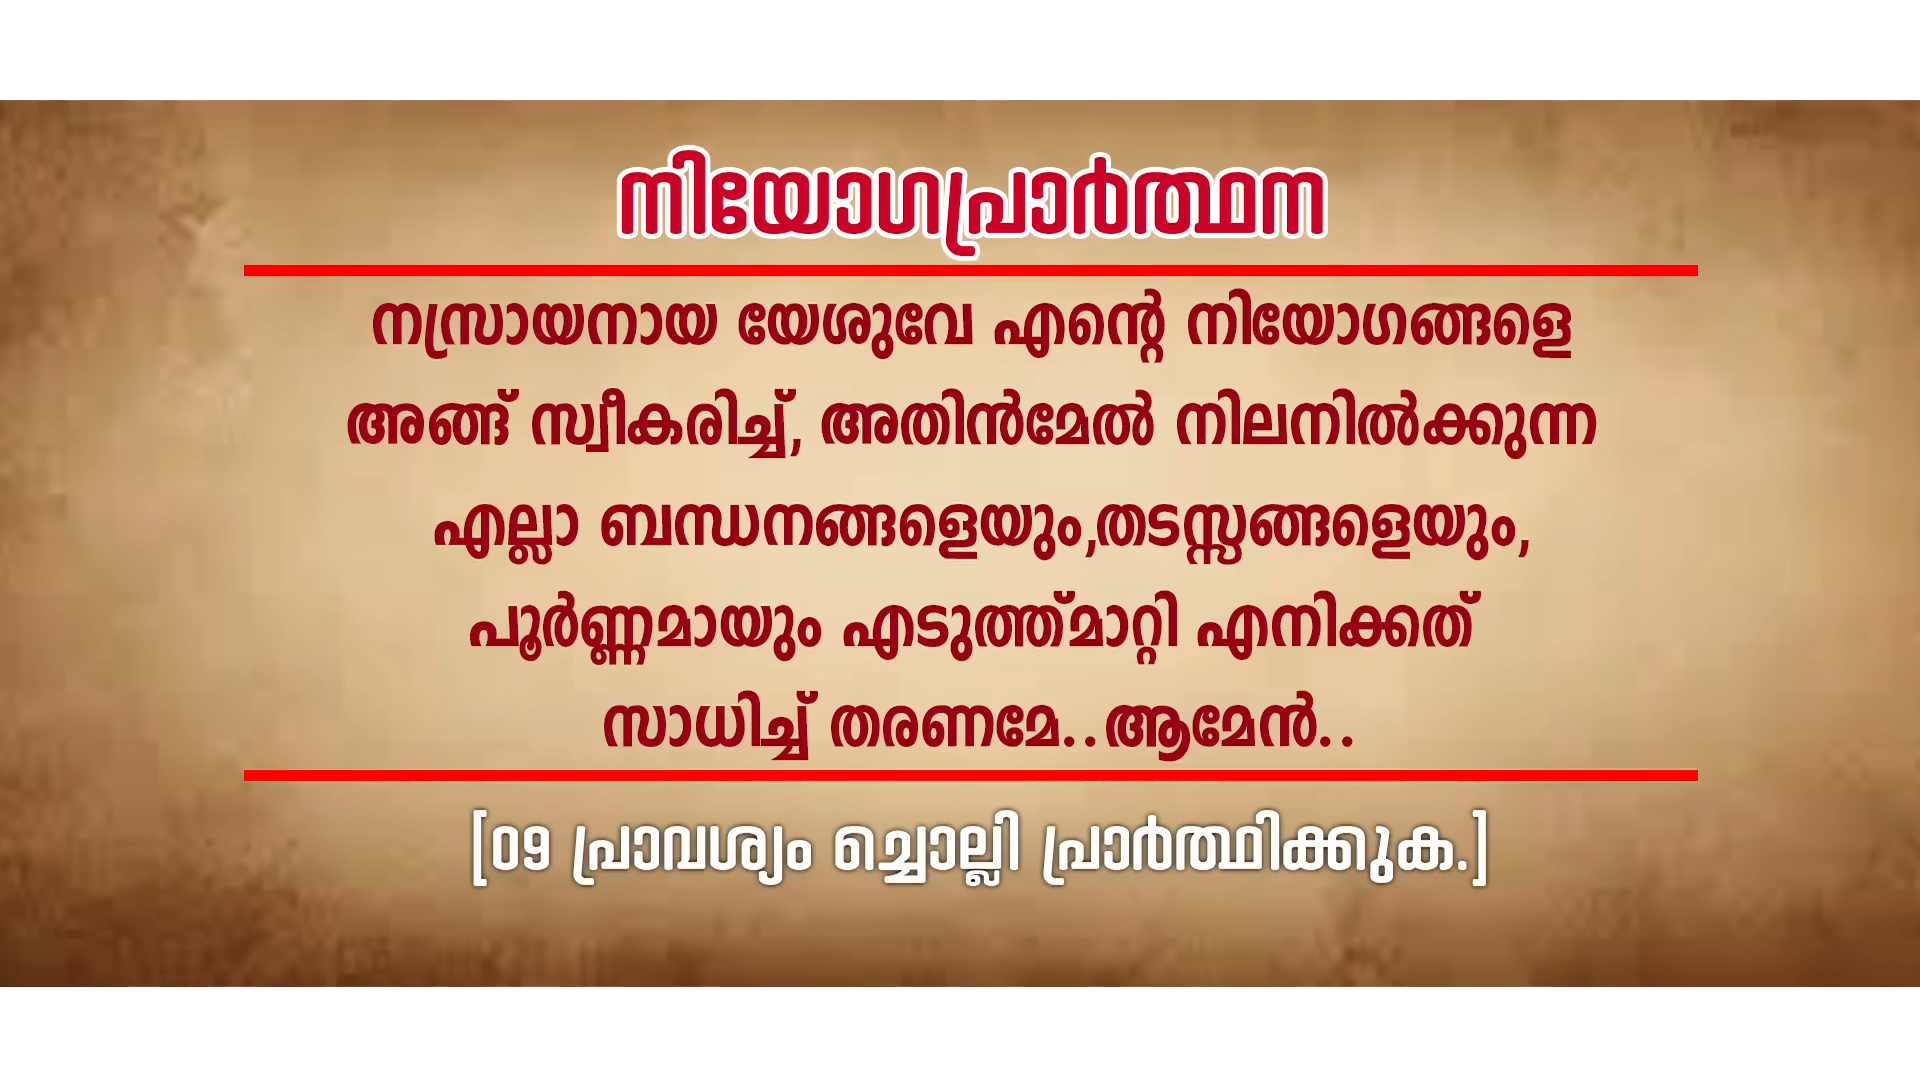 നിയോഗപ്രാർത്ഥന
നസ്രായനായ യേശുവേ എന്റെ നിയോഗങ്ങളെ
അങ്ങ് സ്വീകരിച്ച്, അതിൻമേൽ നിലനിൽക്കുന്ന
എല്ലാ ബന്ധനങ്ങളെയും,തടസ്സങ്ങളെയും,
പൂർണ്ണമായും എടുത്ത്മാറ്റി എനിക്കത്
സാധിച്ച് തരണമേ..ആമേൻ..
[09 പ്രാവശ്യം ച്ചൊല്ലി പ്രാർത്ഥിക്കുക.]